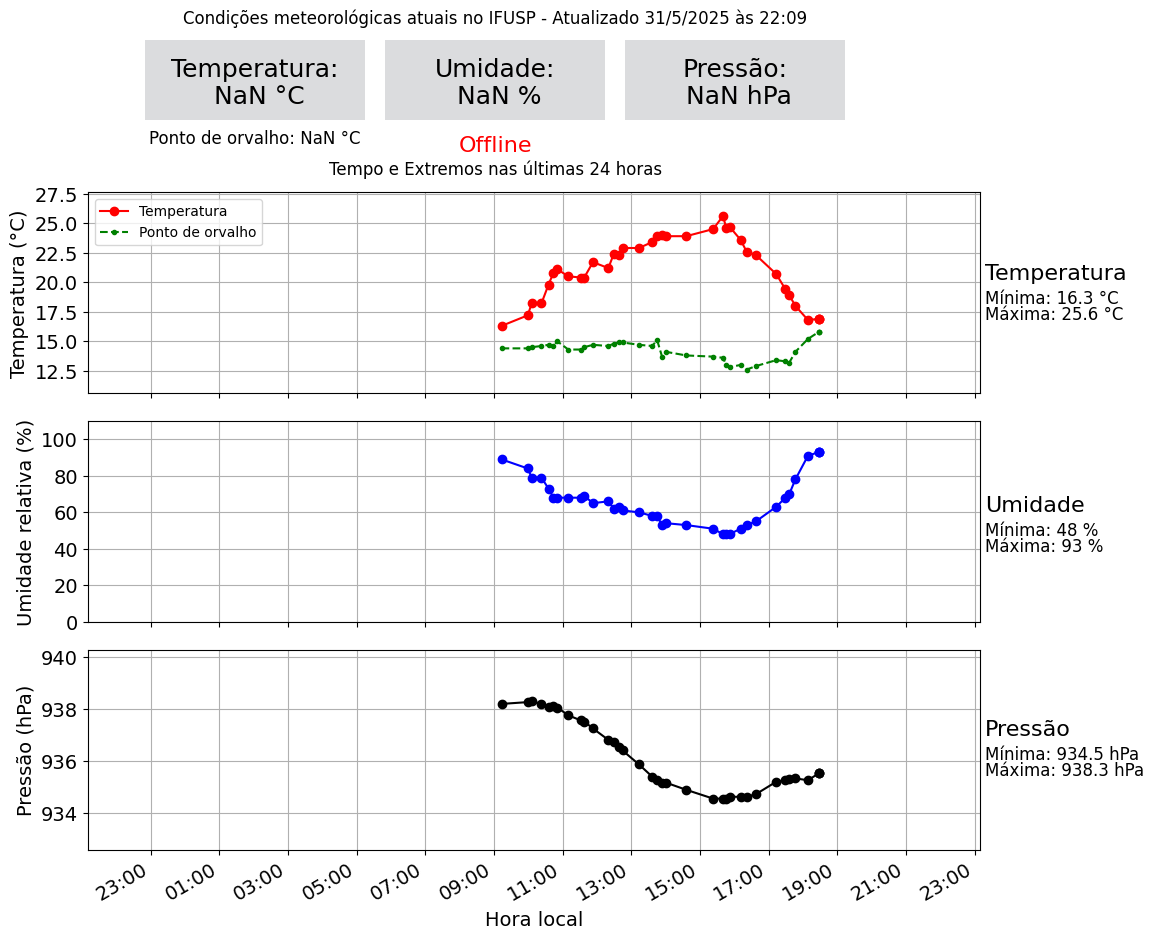 Condições meteorológicas atuais no IFUSP - Atualizado 31/5/2025 às 22:09
Temperatura:
NaN °C
Umidade:
NaN %
Pressão:
NaN hPa
Ponto de orvalho: NaN °C
Offline
Tempo e Extremos nas últimas 24 horas
Temperatura (°C)
27.5
25.0
22.5
20.0
17.5
15.0
12.5
Temperatura
Ponto de orvalho
Temperatura
Mínima: 16.3 °C
Máxima: 25.6 °C
Umidade relativa (%)
100
80
60
40
20
0
Umidade
Mínima: 48 %
Máxima: 93 %
Pressão (hPa)
940
938
936
934
Pressão
Mínima: 934.5 hPa
Máxima: 938.3 hPa
23:00 01:00 03:00 05:00 07:00 09:00 11:00 13:00 15:00 17:00 19:00 21:00 23:00
Hora local